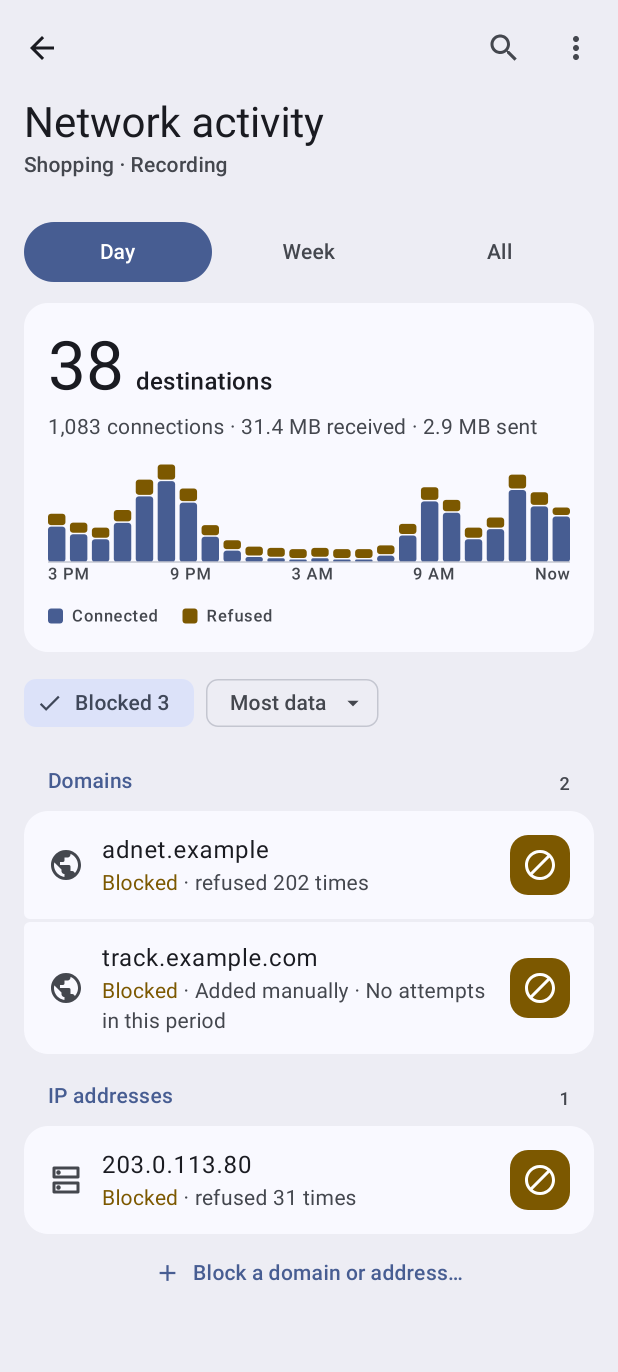 Network activity
Shopping · Recording
Day
Week
All
38 destinations
1,083 connections · 31.4 MB received · 2.9 MB sent
3 PM
9 PM
3 AM
9 AM
Now
Connected
Refused
Blocked 3
Most data
Domains
2
adnet.example
Blocked · refused 202 times
track.example.com
Blocked · Added manually · No attempts
in this period
IP addresses
1
203.0.113.80
Blocked · refused 31 times
Block a domain or address…